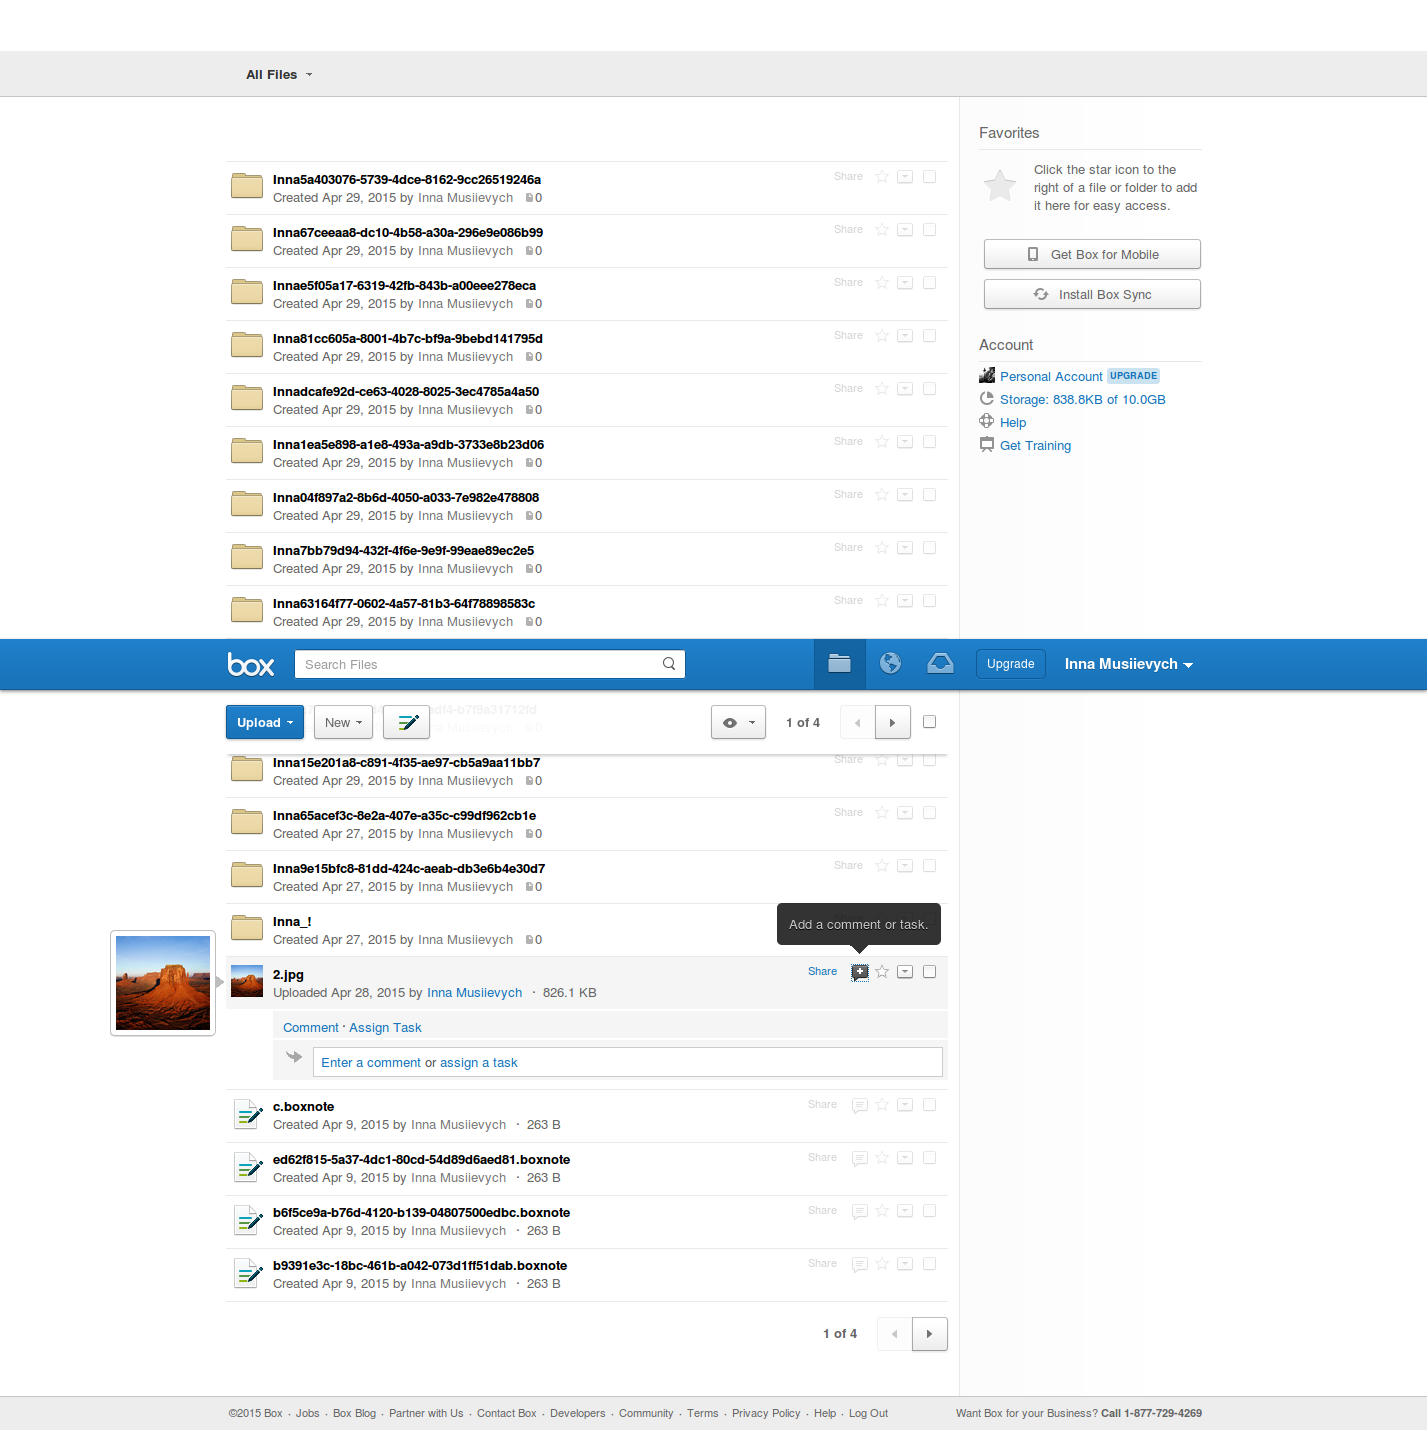 All Files
Inna5a403076-5739-4dce-8162-9cc26519246a
Share
Created Apr 29, 2015 by Inna Musiievych 0
Inna67ceeaa8-dc10-4b58-a30a-296e9e086b99
Share
Created Apr 29, 2015 by Inna Musiievych 0
Innae5f05a17-6319-42fb-843b-a00eee278eca
Share
Created Apr 29, 2015 by Inna Musiievych 0
Inna81cc605a-8001-4b7c-bf9a-9bebd141795d
Share
Created Apr 29, 2015 by Inna Musiievych 0
Innadcafe92d-ce63-4028-8025-3ec4785a4a50
Share
Created Apr 29, 2015 by Inna Musiievych 0
Inna1ea5e898-a1e8-493a-a9db-3733e8b23d06
Share
Created Apr 29, 2015 by Inna Musiievych 0
Inna04f897a2-8b6d-4050-a033-7e982e478808
Share
Created Apr 29, 2015 by Inna Musiievych 0
Inna7bb79d94-432f-4f6e-9e9f-99eae89ec2e5
Share
Created Apr 29, 2015 by Inna Musiievych 0
Inna63164f77-0602-4a57-81b3-64f78898583c
Share
Created Apr 29, 2015 by Inna Musiievych 0
Favorites
Click the star icon to the
right of a file or folder to add
it here for easy access.
Get Box for Mobile
Install Box Sync
Account
Personal Account UPGRADE
Storage: 838.8KB of 10.0GB
Help
Get Training
box
Search Files
Upgrade
Inna Musiievych
Upload
New
1 of 4
Inna15e201a8-c891-4f35-ae97-cb5a9aa11bb7
Share
Created Apr 29, 2015 by Inna Musiievych 0
Inna65acef3c-8e2a-407e-a35c-c99df962cb1e
Share
Created Apr 27, 2015 by Inna Musiievych 0
Inna9e15bfc8-81dd-424c-aeab-db3e6b4e30d7
Share
Created Apr 27, 2015 by Inna Musiievych 0
Inna_!
Created Apr 27, 2015 by Inna Musiievych 0
Add a comment or task.
2.jpg
Share
Uploaded Apr 28, 2015 by Inna Musiievych · 826.1 KB
Comment · Assign Task
Enter a comment or assign a task
c.boxnote
Share
Created Apr 9, 2015 by Inna Musiievych · 263 B
ed62f815-5a37-4dc1-80cd-54d89d6aed81.boxnote
Share
Created Apr 9, 2015 by Inna Musiievych · 263 B
b6f5ce9a-b76d-4120-b139-04807500edbc.boxnote
Share
Created Apr 9, 2015 by Inna Musiievych · 263 B
b9391e3c-18bc-461b-a042-073d1ff51dab.boxnote
Share
Created Apr 9, 2015 by Inna Musiievych · 263 B
1 of 4
©2015 Box · Jobs · Box Blog · Partner with Us · Contact Box · Developers · Community · Terms · Privacy Policy · Help · Log Out
Want Box for your Business? Call 1-877-729-4269